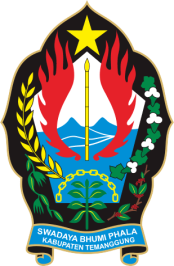 SWADAYA BHUMI PHALA
KABUPATEN TEMANGGUNG